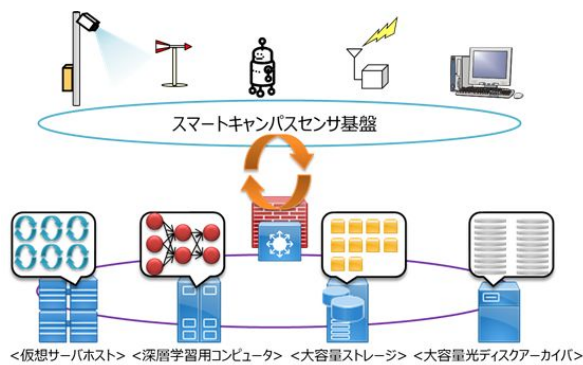 スマートキャンパスセンサ基盤
<仮想サーバホスト> <深層学習用コンピュータ> <大容量ストレージ> <大容量光ディスクアーカイバ>